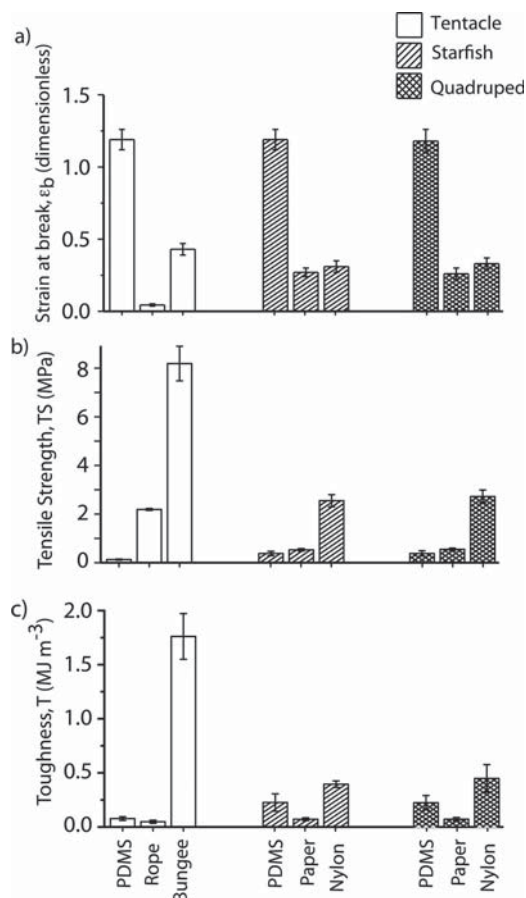 Tentacle
Starfish
Quadruped
a)
Strain at break, εb (dimensionless)
1.5
1.0
0.5
0.0
b)
Tensile Strength, TS (MPa)
8
6
4
2
0
c)
Toughness, T (MJ m⁻³)
2.0
1.5
1.0
0.5
0.0
PDMS
Rope
Bungee
PDMS
Paper
Nylon
PDMS
Paper
Nylon